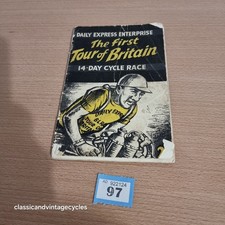 DAILY EXPRESS ENTERPRISE
The First
Tour of Britain
14-DAY CYCLE RACE
97
classicandvintagecycles